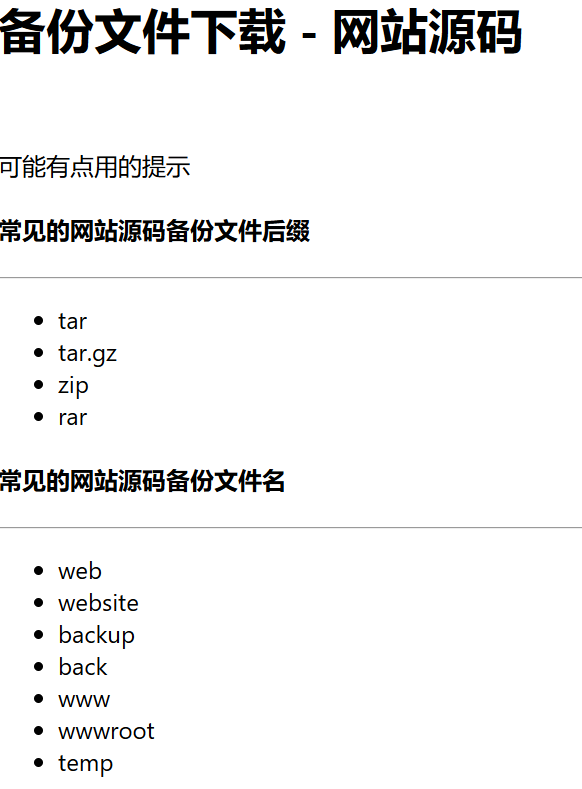 备份文件下载 - 网站源码
可能有点用的提示
常见的网站源码备份文件后缀
tar
tar.gz
zip
rar
常见的网站源码备份文件名
web
website
backup
back
www
wwwroot
temp